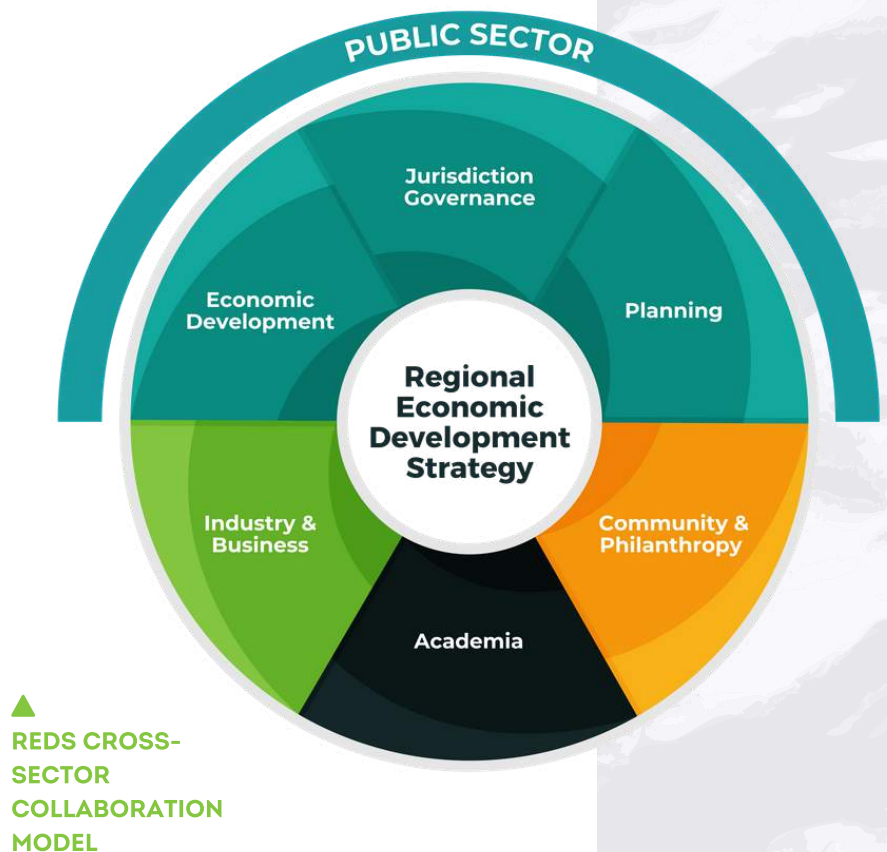 PUBLIC SECTOR
Jurisdiction
Governance
Economic
Development
Planning
Regional
Economic
Development
Strategy
Industry &
Business
Community &
Philanthropy
Academia
REDS CROSS-
SECTOR
COLLABORATION
MODEL